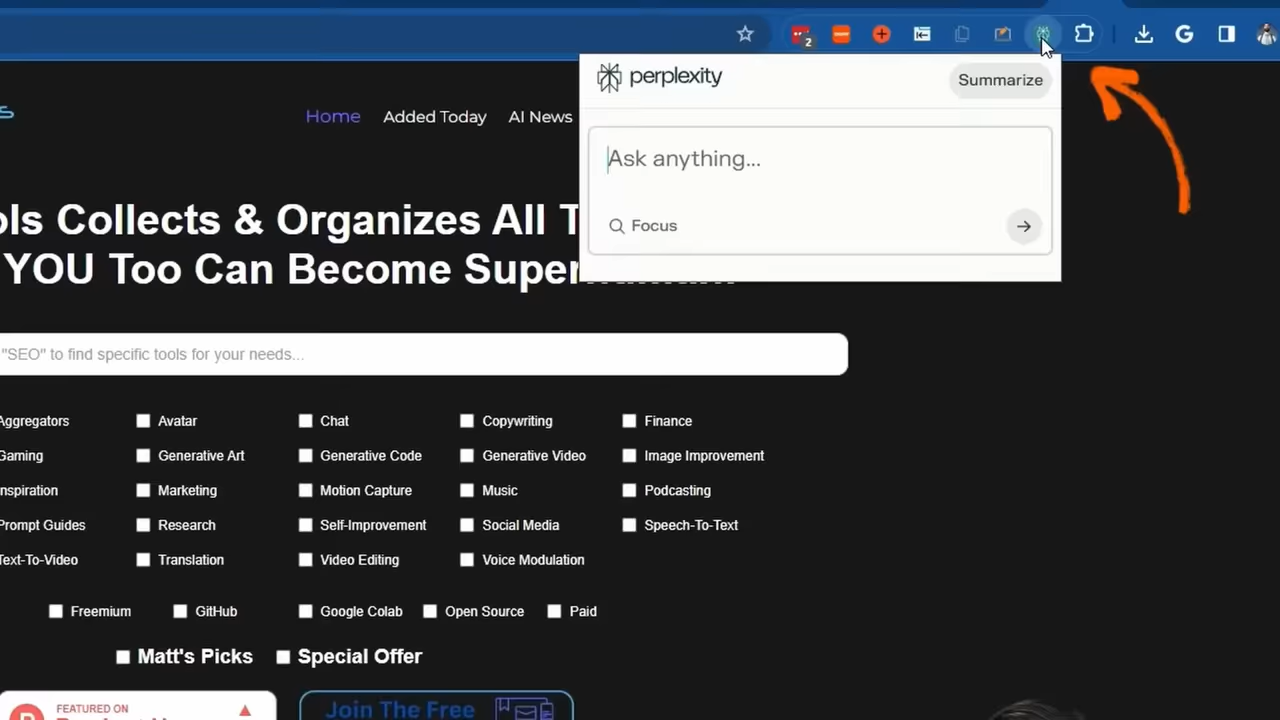 2
perplexity
Summarize
Ask anything...
Focus
Home Added Today AI News
Collects & Organizes All
YOU Too Can Become
"SEO" to find specific tools for your needs...
Aggregators Avatar Chat Copywriting Finance
Gaming Generative Art Generative Code Generative Video Image Improvement
Inspiration Marketing Motion Capture Music Podcasting
Prompt Guides Research Self-Improvement Social Media Speech-To-Text
Text-To-Video Translation Video Editing Voice Modulation
Freemium GitHub Google Colab Open Source Paid
Matt's Picks Special Offer
FEATURED ON
Join The Free